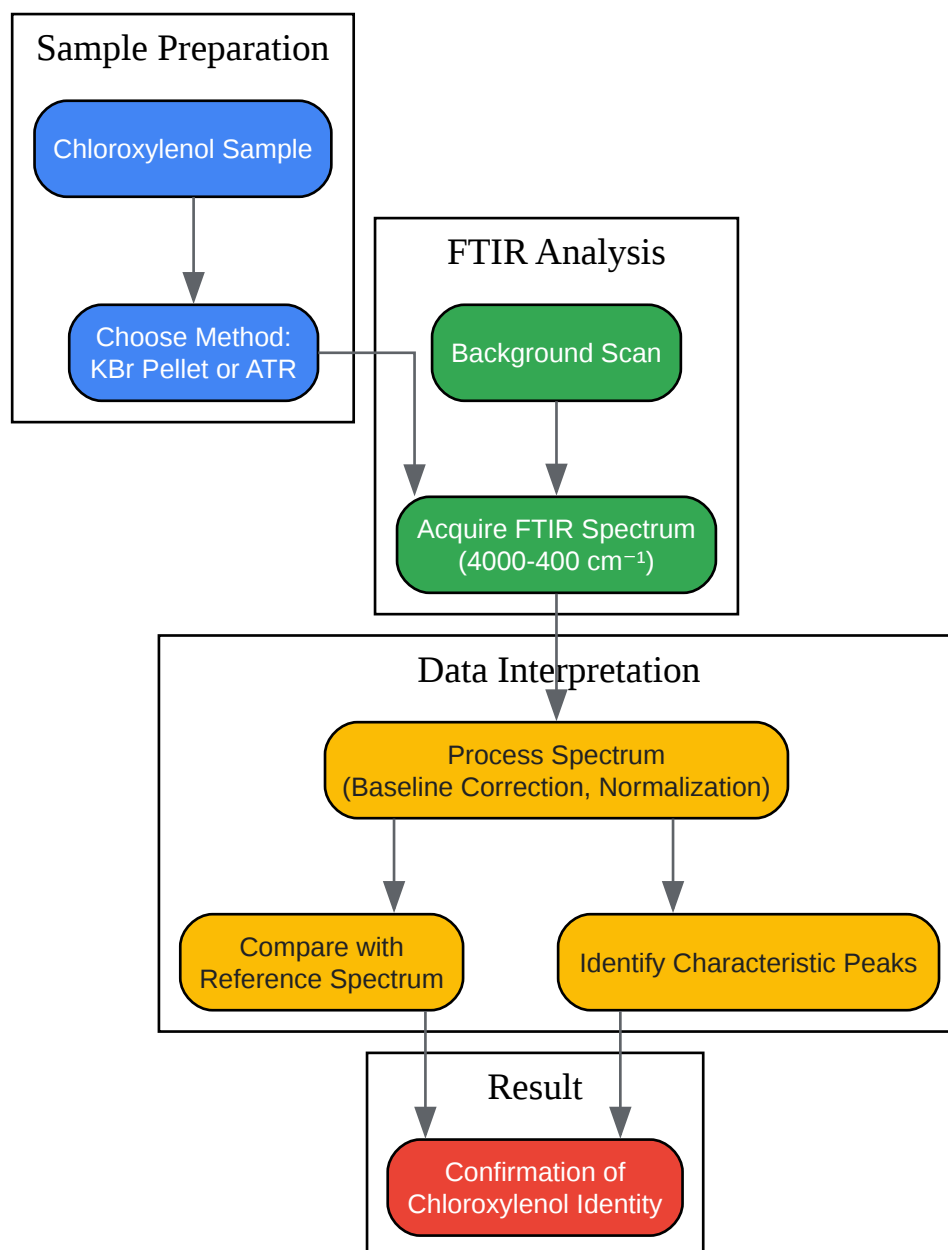 Sample Preparation
Chloroxylenol Sample
Choose Method:
KBr Pellet or ATR
FTIR Analysis
Background Scan
Acquire FTIR Spectrum
(4000-400 cm⁻¹)
Data Interpretation
Process Spectrum
(Baseline Correction, Normalization)
Compare with
Reference Spectrum
Identify Characteristic Peaks
Result
Confirmation of
Chloroxylenol Identity